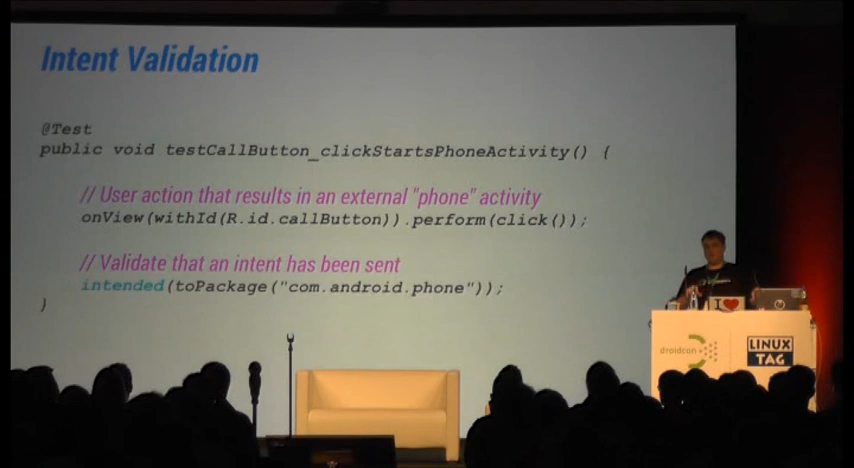 Intent Validation
@Test
public void testCallButton_clickStartsPhoneActivity() {
// User action that results in an external "phone" activity
onView(withId(R.id.callButton)).perform(click());
// Validate that an intent has been sent
intended(toPackage("com.android.phone"));
}
I
droidcon
LINUX
TAG